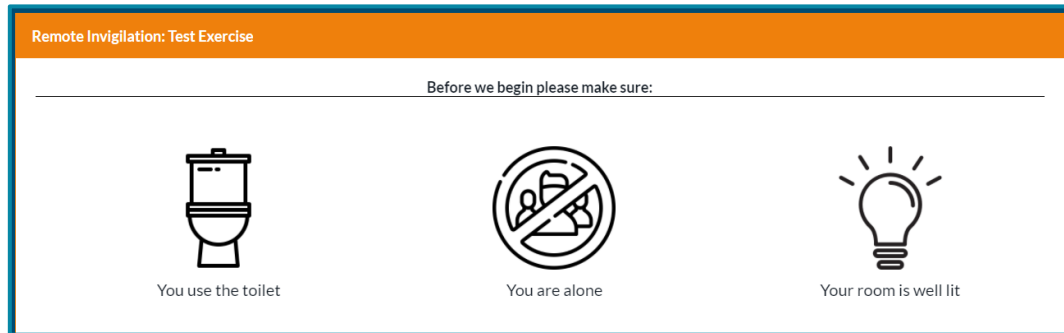 Remote Invigilation: Test Exercise
Before we begin please make sure:
You use the toilet
You are alone
Your room is well lit